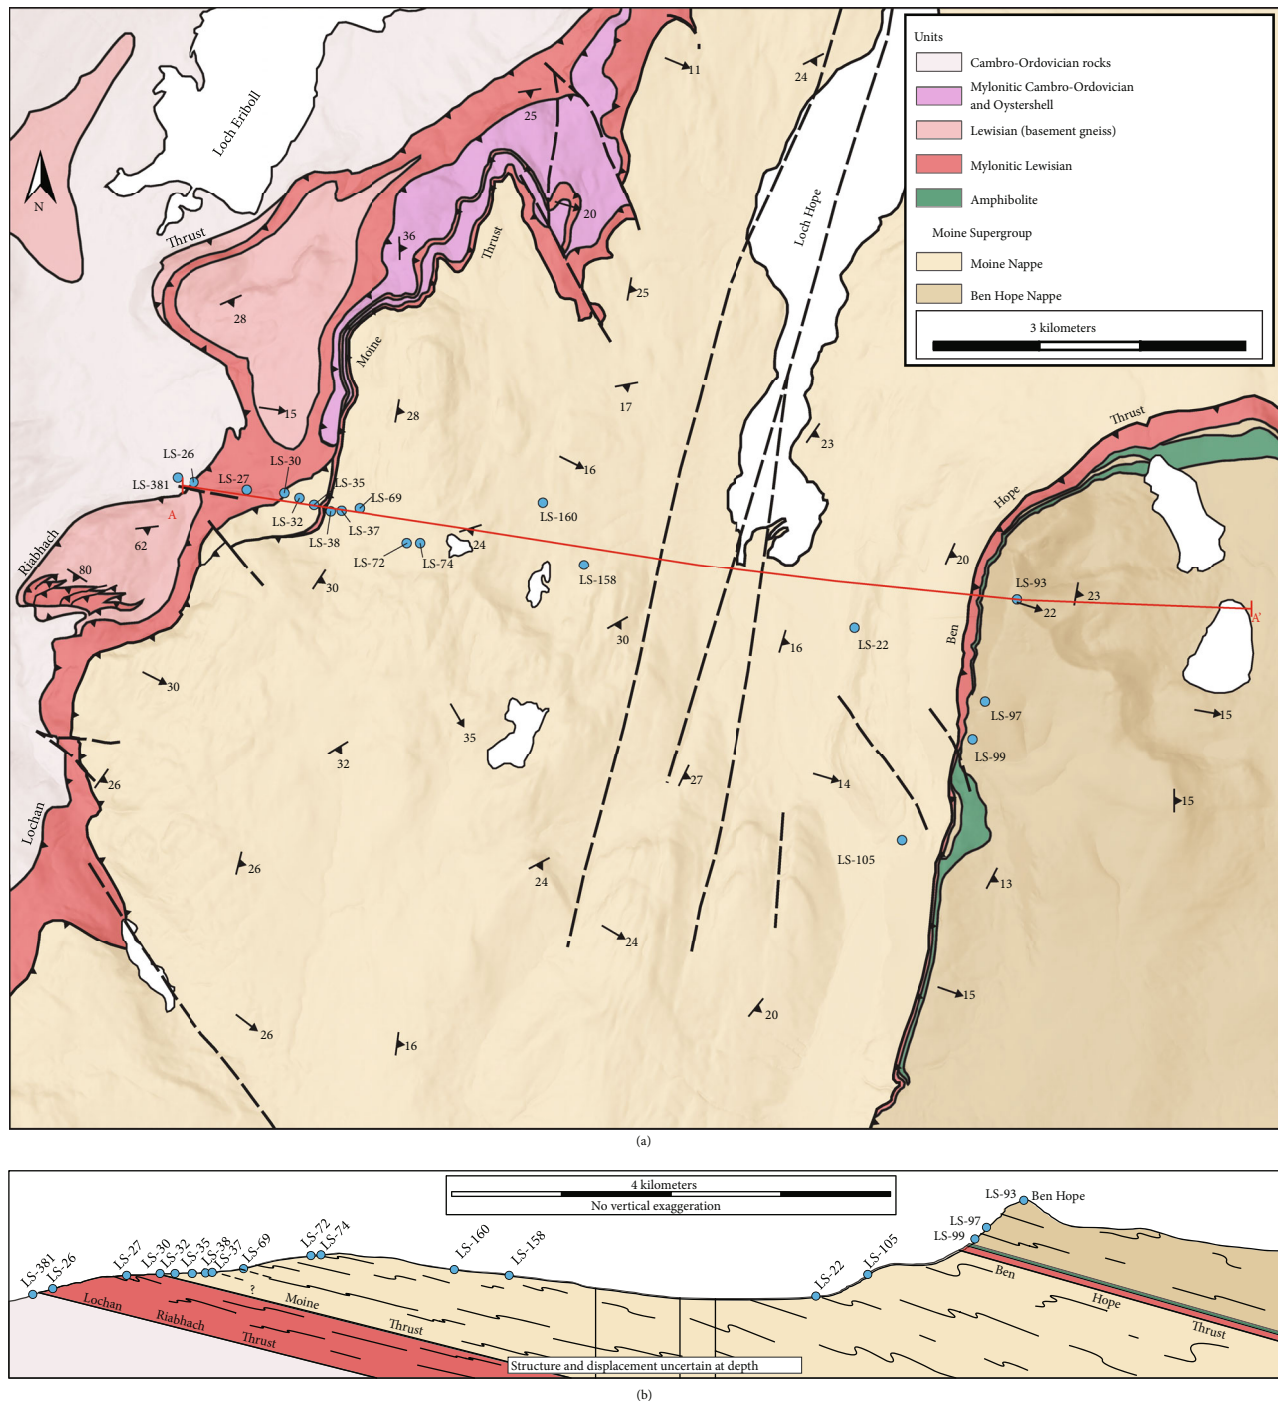 Units
Cambro-Ordovician rocks
Mylonitic Cambro-Ordovician
and Oystershell
Lewisian (basement gneiss)
Mylonitic Lewisian
Amphibolite
Moine Supergroup
Moine Nappe
Ben Hope Nappe
3 kilometers
N
Loch Eriboll
Loch Hope
11
24
25
20
36
Thrust
Thrust
25
28
Moine
17
15
28
23
16
Thrust
Hope
LS-26
LS-381
LS-27
LS-30
LS-35
LS-69
LS-32
LS-37
LS-38
LS-160
A
62
Riabhach
80
LS-72
LS-74
24
LS-158
30
30
20
LS-93
22
23
A'
LS-22
16
Ben
30
LS-97
15
35
LS-99
32
26
27
14
15
Lochan
LS-105
26
24
13
24
15
20
26
16
(a)
4 kilometers
No vertical exaggeration
LS-381
LS-26
LS-27
LS-30
LS-32
LS-35
LS-38
LS-37
LS-69
LS-72
LS-74
LS-160
LS-158
LS-22
LS-105
LS-99
LS-97
LS-93
Ben Hope
?
Lochan
Riabhach
Thrust
Moine
Thrust
Ben
Hope
Thrust
Structure and displacement uncertain at depth
(b)